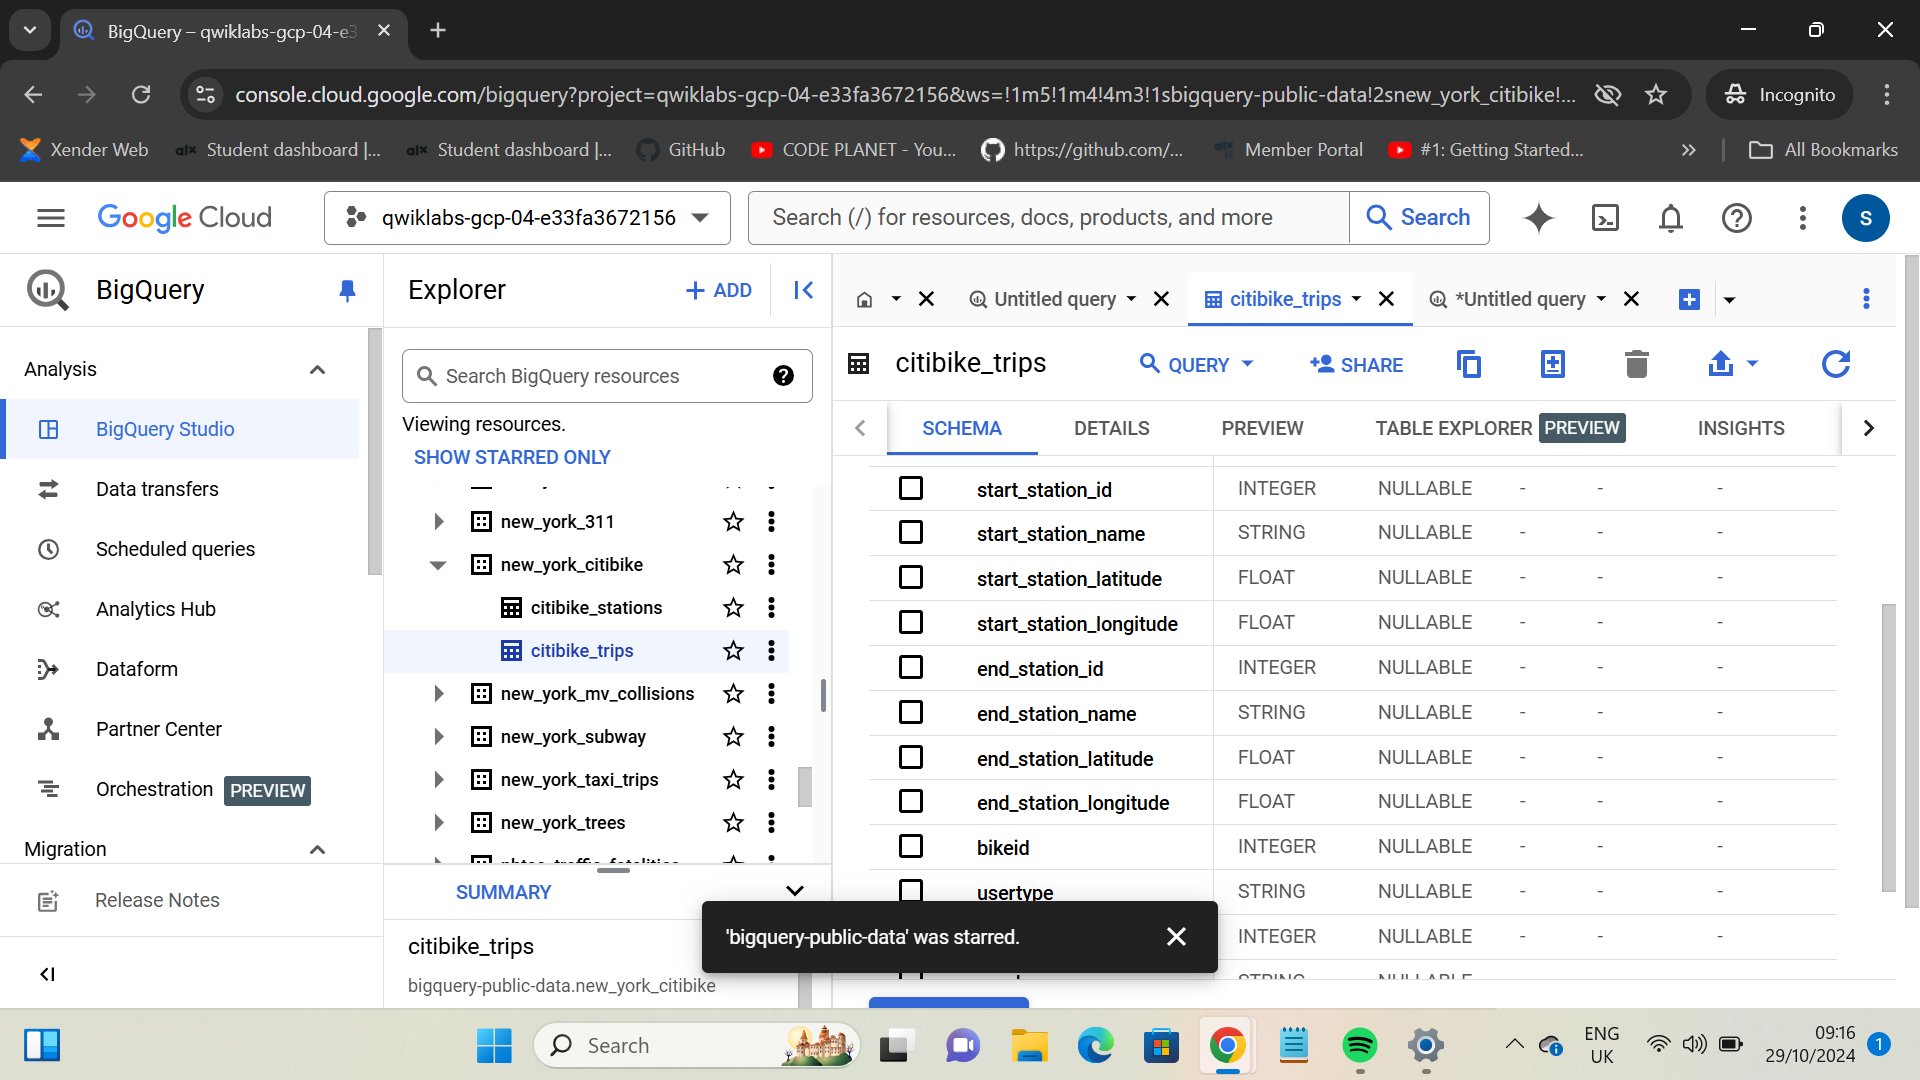 BigQuery – qwiklabs-gcp-04-e3
console.cloud.google.com/bigquery?project=qwiklabs-gcp-04-e33fa3672156&ws=!1m5!1m4!4m3!1sbigquery-public-data!2snew_york_citibike!...
Incognito
Xender Web
alx Student dashboard |...
alx Student dashboard |...
GitHub
CODE PLANET - You...
https://github.com/...
Member Portal
#1: Getting Started...
All Bookmarks
Google Cloud
qwiklabs-gcp-04-e33fa3672156
Search (/) for resources, docs, products, and more
Search
S
BigQuery
Analysis
BigQuery Studio
Data transfers
Scheduled queries
Analytics Hub
Dataform
Partner Center
Orchestration PREVIEW
Migration
Release Notes
Explorer
+ ADD
Search BigQuery resources
Viewing resources.
SHOW STARRED ONLY
new_york_311
new_york_citibike
citibike_stations
citibike_trips
new_york_mv_collisions
new_york_subway
new_york_taxi_trips
new_york_trees
SUMMARY
citibike_trips
bigquery-public-data.new_york_citibike
Untitled query
citibike_trips
*Untitled query
citibike_trips
QUERY
SHARE
SCHEMA DETAILS PREVIEW TABLE EXPLORER PREVIEW INSIGHTS
start_station_id INTEGER NULLABLE - - -
start_station_name STRING NULLABLE - - -
start_station_latitude FLOAT NULLABLE - - -
start_station_longitude FLOAT NULLABLE - - -
end_station_id INTEGER NULLABLE - - -
end_station_name STRING NULLABLE - - -
end_station_latitude FLOAT NULLABLE - - -
end_station_longitude FLOAT NULLABLE - - -
bikeid INTEGER NULLABLE - - -
usertype STRING NULLABLE - - -
INTEGER NULLABLE - - -
'bigquery-public-data' was starred.
Search
ENG
UK
09:16
29/10/2024
1